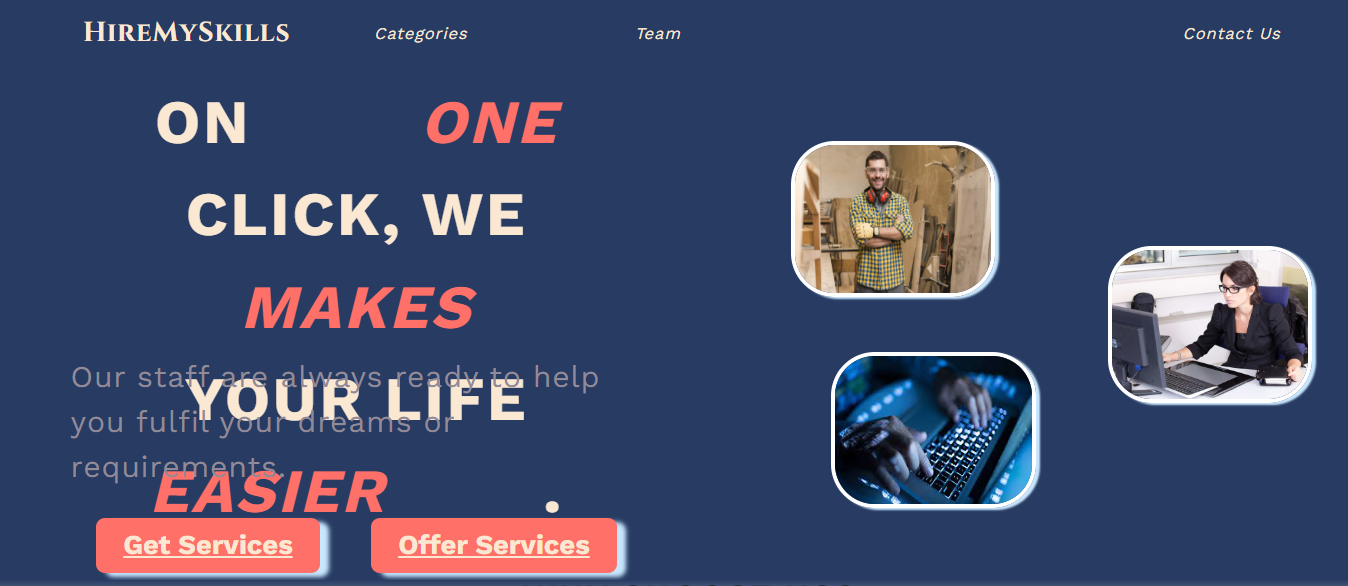 HireMySkills Categories Team Contact Us
ON ONE
CLICK, WE
MAKES
YOUR LIFE
EASIER .
Our staff are always ready to help
you fulfil your dreams or
requirements.
Get Services Offer Services